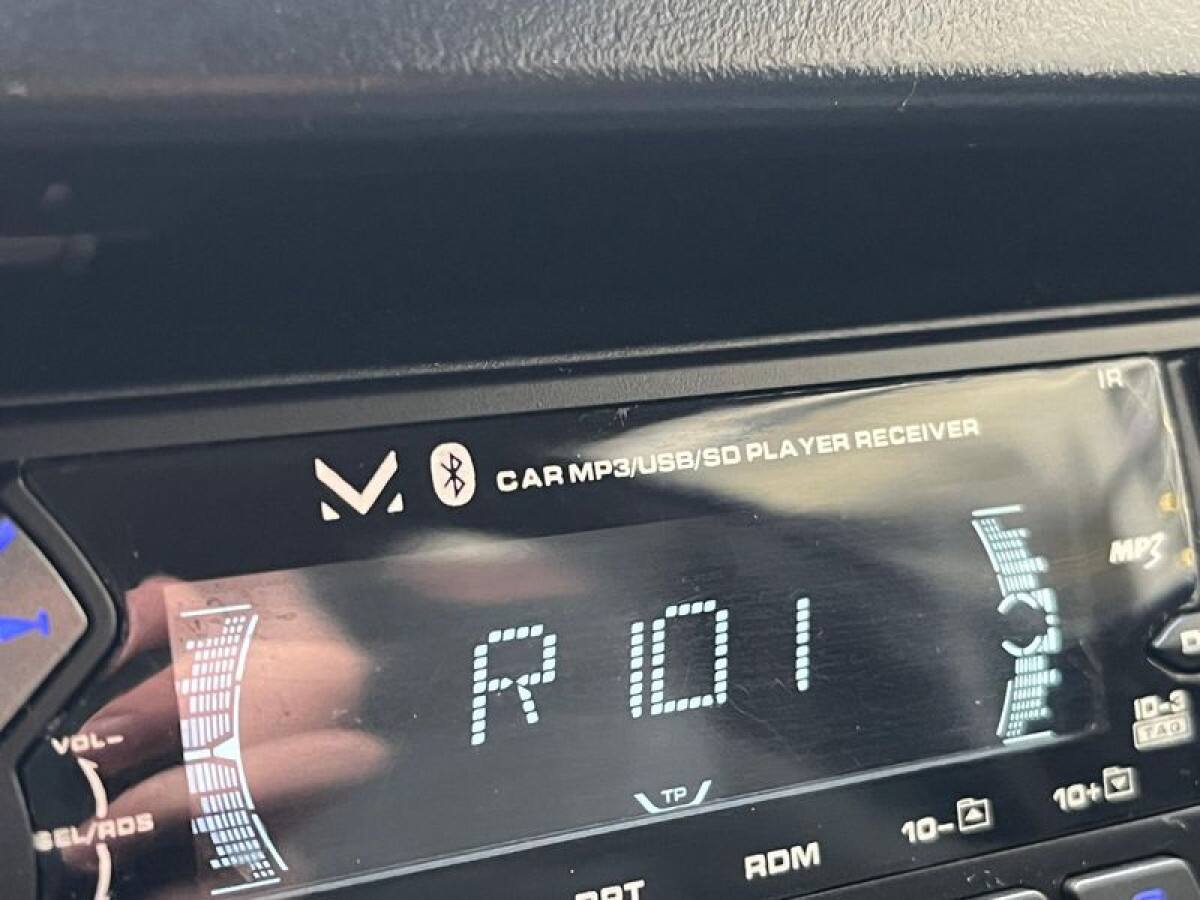 IR
CAR MP3/USB/SD PLAYER RECEIVER
MP3
R 101
VOL-
TP
ID-3
TAG
SEL/RDS
10-
10+
RDM